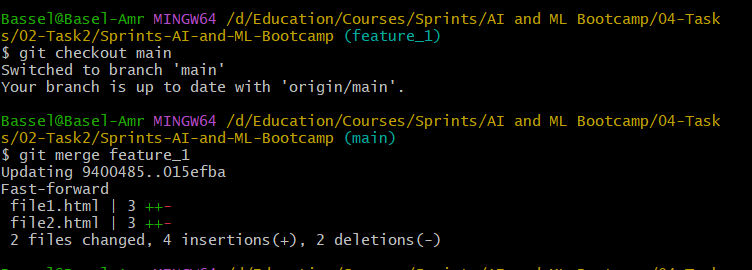 Bassel@Basel-Amr MINGW64 /d/Education/Courses/Sprints/AI and ML Bootcamp/04-Task
s/02-Task2/Sprints-AI-and-ML-Bootcamp (feature_1)
$ git checkout main
Switched to branch 'main'
Your branch is up to date with 'origin/main'.
Bassel@Basel-Amr MINGW64 /d/Education/Courses/Sprints/AI and ML Bootcamp/04-Task
s/02-Task2/Sprints-AI-and-ML-Bootcamp (main)
$ git merge feature_1
Updating 9400485..015efba
Fast-forward
 file1.html | 3 ++-
 file2.html | 3 ++-
 2 files changed, 4 insertions(+), 2 deletions(-)